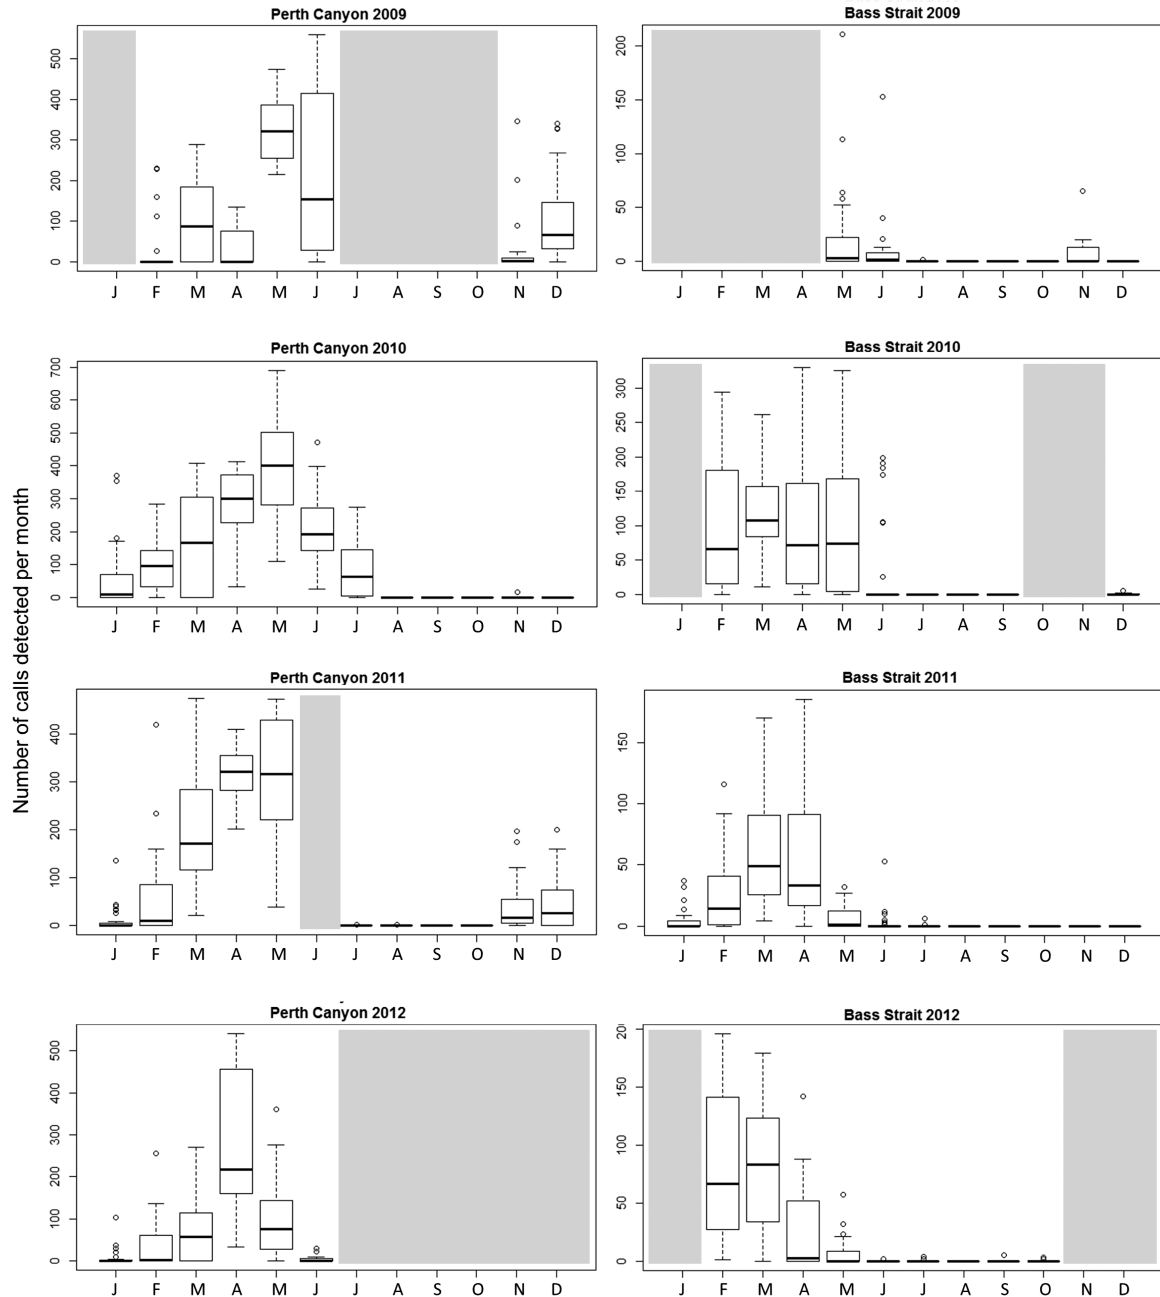 Number of calls detected per month
Perth Canyon 2009
500
400
300
200
100
0
J F M A M J J A S O N D
Bass Strait 2009
200
150
100
50
0
J F M A M J J A S O N D
Perth Canyon 2010
700
600
500
400
300
200
100
0
J F M A M J J A S O N D
Bass Strait 2010
300
250
200
150
100
50
0
J F M A M J J A S O N D
Perth Canyon 2011
400
300
200
100
0
J F M A M J J A S O N D
Bass Strait 2011
150
100
50
0
J F M A M J J A S O N D
Perth Canyon 2012
500
400
300
200
100
0
J F M A M J J A S O N D
Bass Strait 2012
20
150
100
50
0
J F M A M J J A S O N D